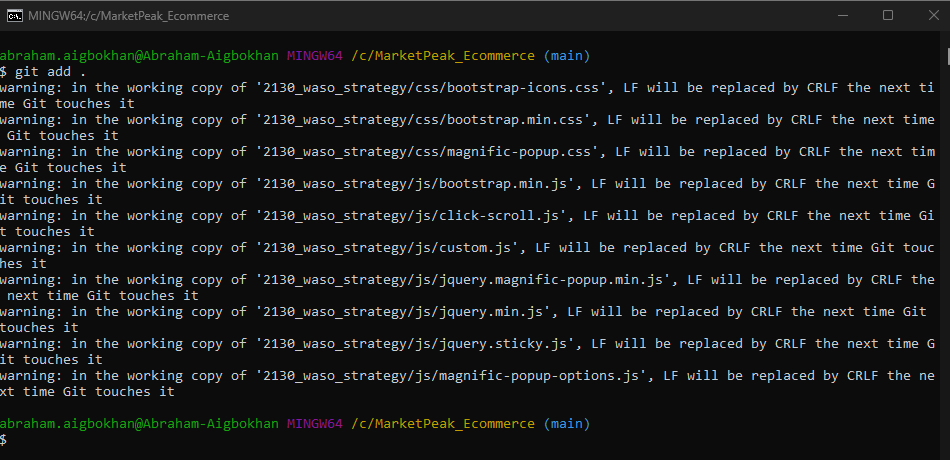 MINGW64:/c/MarketPeak_Ecommerce
abraham.aigbokhan@Abraham-Aigbokhan MINGW64 /c/MarketPeak_Ecommerce (main)
$ git add .
warning: in the working copy of '2130_waso_strategy/css/bootstrap-icons.css', LF will be replaced by CRLF the next ti
me Git touches it
warning: in the working copy of '2130_waso_strategy/css/bootstrap.min.css', LF will be replaced by CRLF the next time
 Git touches it
warning: in the working copy of '2130_waso_strategy/css/magnific-popup.css', LF will be replaced by CRLF the next tim
e Git touches it
warning: in the working copy of '2130_waso_strategy/js/bootstrap.min.js', LF will be replaced by CRLF the next time G
it touches it
warning: in the working copy of '2130_waso_strategy/js/click-scroll.js', LF will be replaced by CRLF the next time Gi
t touches it
warning: in the working copy of '2130_waso_strategy/js/custom.js', LF will be replaced by CRLF the next time Git touc
hes it
warning: in the working copy of '2130_waso_strategy/js/jquery.magnific-popup.min.js', LF will be replaced by CRLF the
 next time Git touches it
warning: in the working copy of '2130_waso_strategy/js/jquery.min.js', LF will be replaced by CRLF the next time Git
touches it
warning: in the working copy of '2130_waso_strategy/js/jquery.sticky.js', LF will be replaced by CRLF the next time G
it touches it
warning: in the working copy of '2130_waso_strategy/js/magnific-popup-options.js', LF will be replaced by CRLF the ne
xt time Git touches it
abraham.aigbokhan@Abraham-Aigbokhan MINGW64 /c/MarketPeak_Ecommerce (main)
$